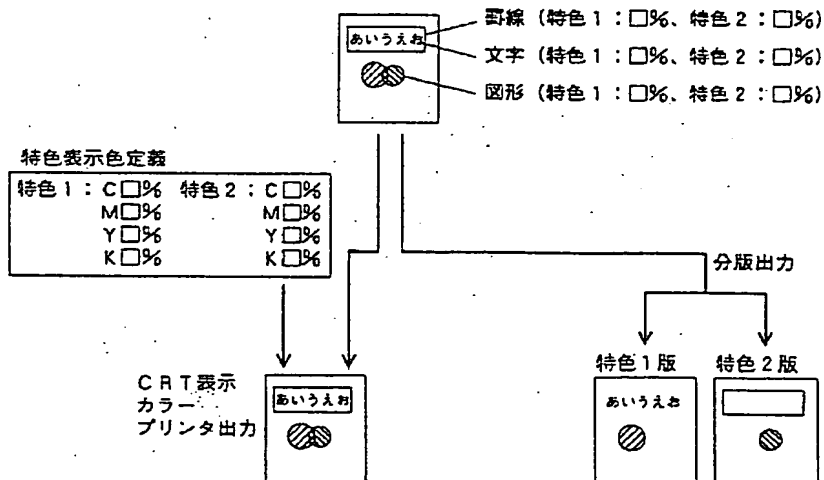 罫線（特色1：□%、特色2：□%）
あいうえお
文字（特色1：□%、特色2：□%）
図形（特色1：□%、特色2：□%）
特色表示色定義
特色1：C□% 特色2：C□%
M□% M□%
Y□% Y□%
K□% K□%
分版出力
特色1版 特色2版
CRT表示
カラー
プリンタ出力
あいうえお
あいうえお